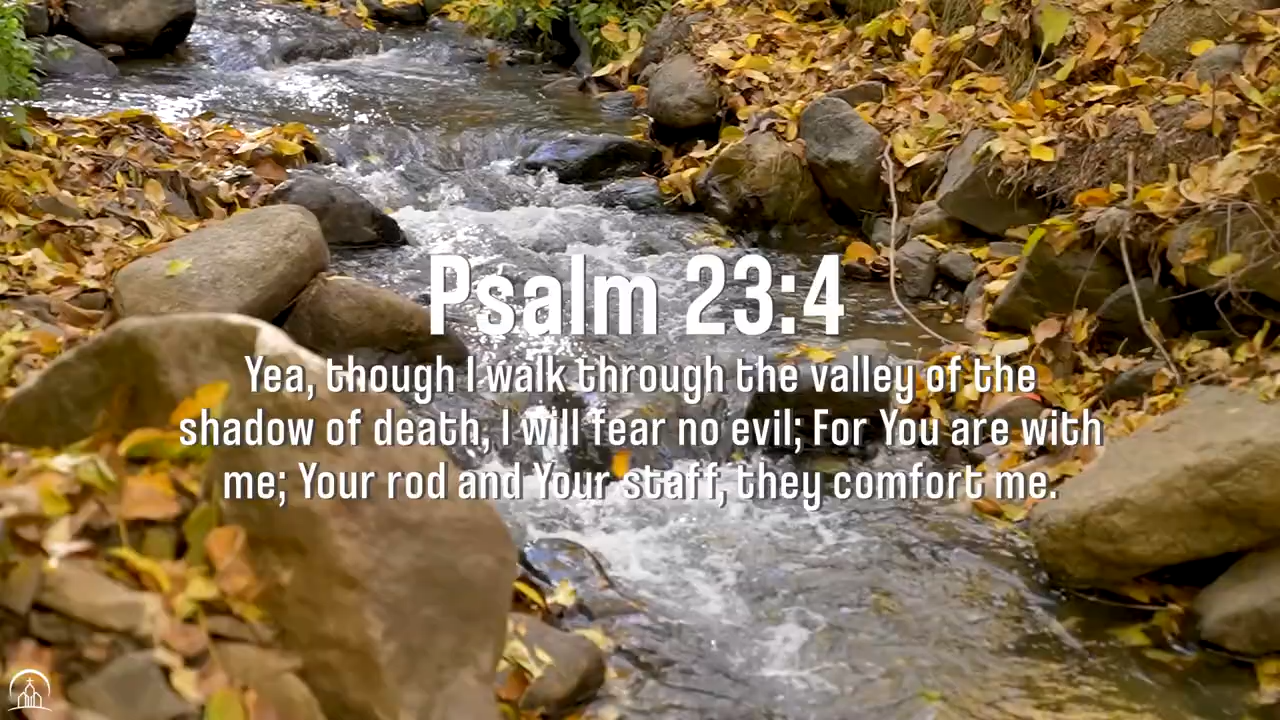 Psalm 23:4
Yea, though I walk through the valley of the
shadow of death, I will fear no evil; For You are with
me; Your rod and Your staff, they comfort me.